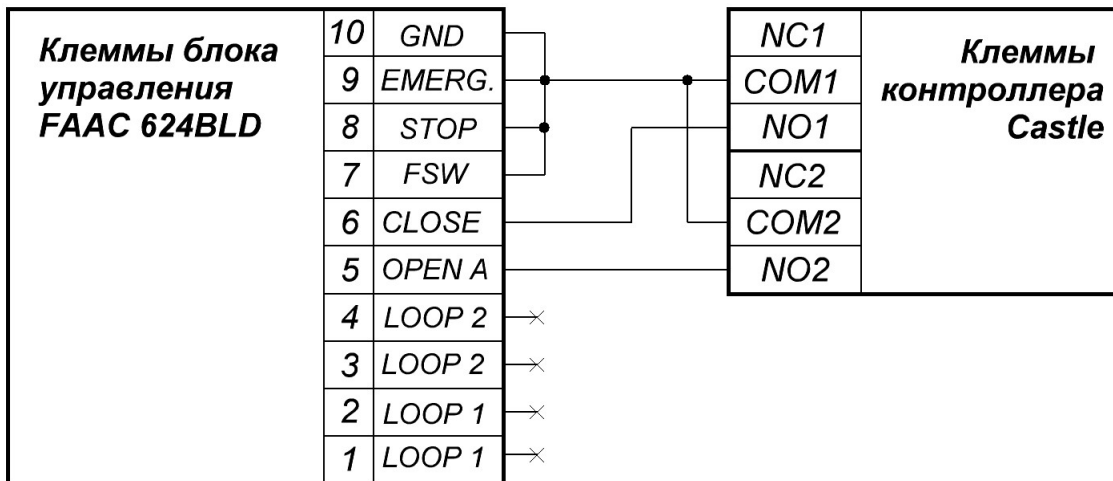 Клеммы блока
управления
FAAC 624BLD
10 GND
9 EMERG.
8 STOP
7 FSW
6 CLOSE
5 OPEN A
4 LOOP 2
3 LOOP 2
2 LOOP 1
1 LOOP 1
NC1
COM1
NO1
NC2
COM2
NO2
Клеммы
контроллера
Castle